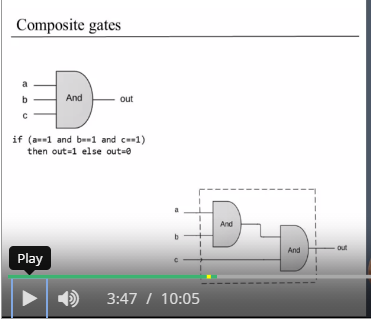 Composite gates
a
b
c
And
out
if (a==1 and b==1 and c==1)
then out=1 else out=0
a
b
c
And
And
out
Play
3:47 / 10:05